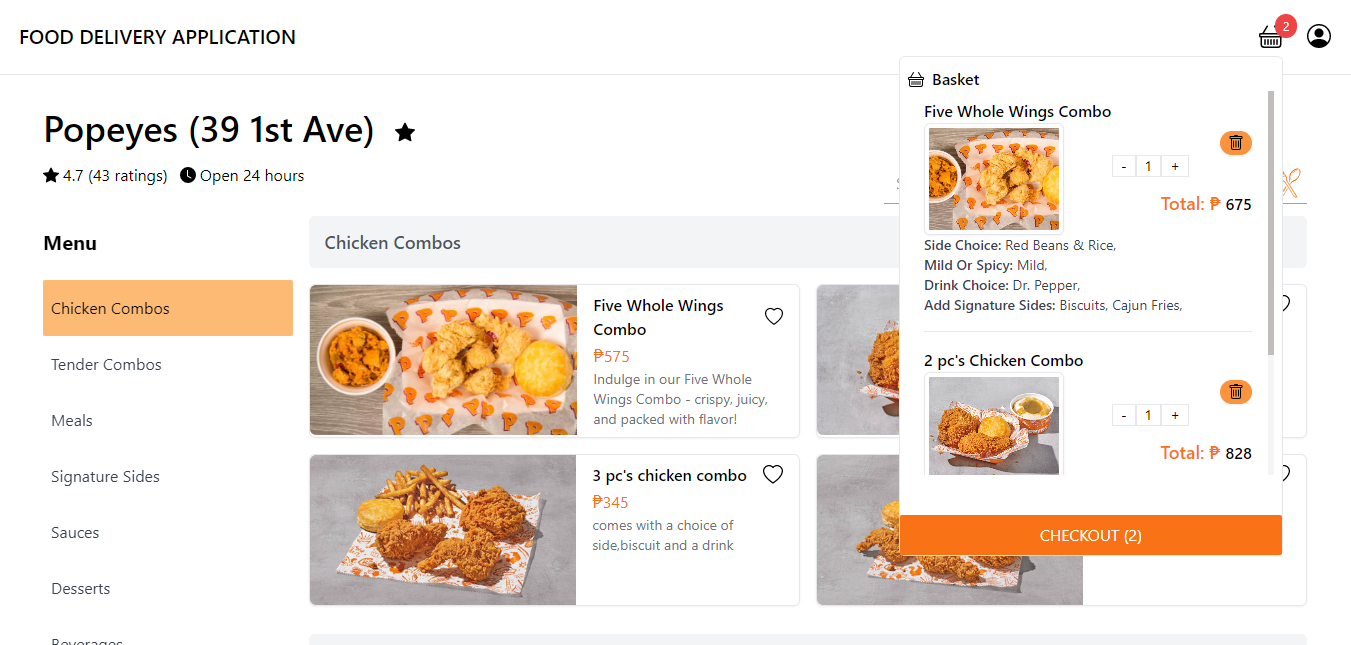 FOOD DELIVERY APPLICATION
2
Popeyes (39 1st Ave)
4.7 (43 ratings) Open 24 hours
Menu
Chicken Combos
Tender Combos
Meals
Signature Sides
Sauces
Desserts
Beverages
Chicken Combos
Five Whole Wings
Combo
₱575
Indulge in our Five Whole
Wings Combo - crispy, juicy,
and packed with flavor!
3 pc's chicken combo
₱345
comes with a choice of
side,biscuit and a drink
Basket
Five Whole Wings Combo
- 1 +
Total: ₱ 675
Side Choice: Red Beans & Rice,
Mild Or Spicy: Mild,
Drink Choice: Dr. Pepper,
Add Signature Sides: Biscuits, Cajun Fries,
2 pc's Chicken Combo
- 1 +
Total: ₱ 828
CHECKOUT (2)